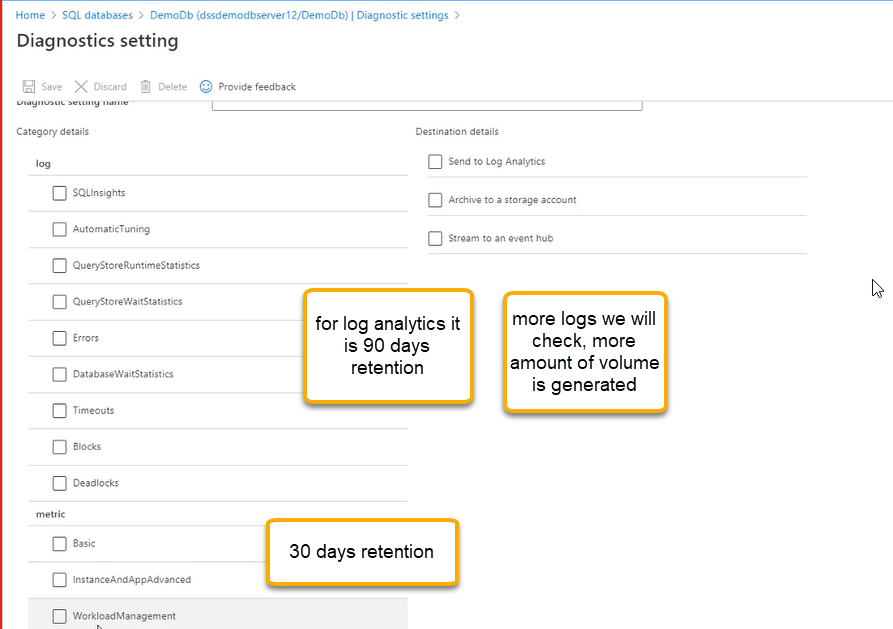 Home > SQL databases > DemoDb (dssdemodbserver12/DemoDb) | Diagnostic settings >
Diagnostics setting
Save Discard Delete Provide feedback
Diagnostic setting name
Category details
Destination details
log
Send to Log Analytics
SQLInsights
Archive to a storage account
AutomaticTuning
Stream to an event hub
QueryStoreRuntimeStatistics
QueryStoreWaitStatistics
Errors
DatabaseWaitStatistics
Timeouts
Blocks
Deadlocks
for log analytics it
is 90 days
retention
more logs we will
check, more
amount of volume
is generated
metric
Basic
InstanceAndAppAdvanced
WorkloadManagement
30 days retention